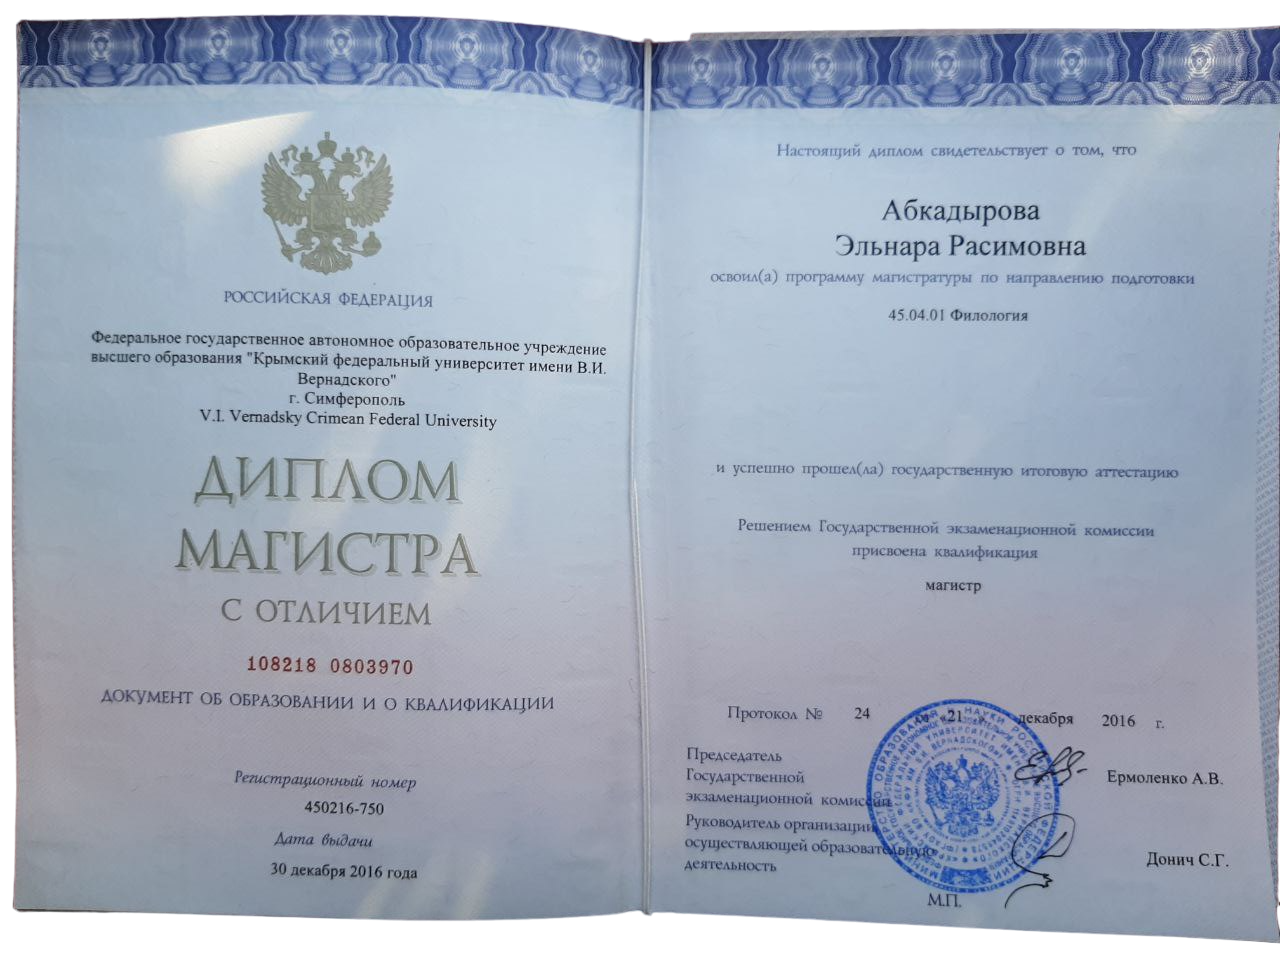 РОССИЙСКАЯ ФЕДЕРАЦИЯ
Федеральное государственное автономное образовательное учреждение
высшего образования "Крымский федеральный университет имени В.И.
Вернадского"
г. Симферополь
V.I. Vernadsky Crimean Federal University
ДИПЛОМ
МАГИСТРА
С ОТЛИЧИЕМ
108218 0803970
ДОКУМЕНТ ОБ ОБРАЗОВАНИИ И О КВАЛИФИКАЦИИ
Регистрационный номер
450216-750
Дата выдачи
30 декабря 2016 года
Настоящий диплом свидетельствует о том, что
Абкадырова
Эльнара Расимовна
освоил(а) программу магистратуры по направлению подготовки
45.04.01 Филология
и успешно прошел(ла) государственную итоговую аттестацию
Решением Государственной экзаменационной комиссии
присвоена квалификация
магистр
Протокол № 24 от «21 декабря 2016 г.
Председатель
Государственной
экзаменационной комиссии
Ермоленко А.В.
Руководитель организации,
осуществляющей образовательную
деятельность
Донич С.Г.
М.П.